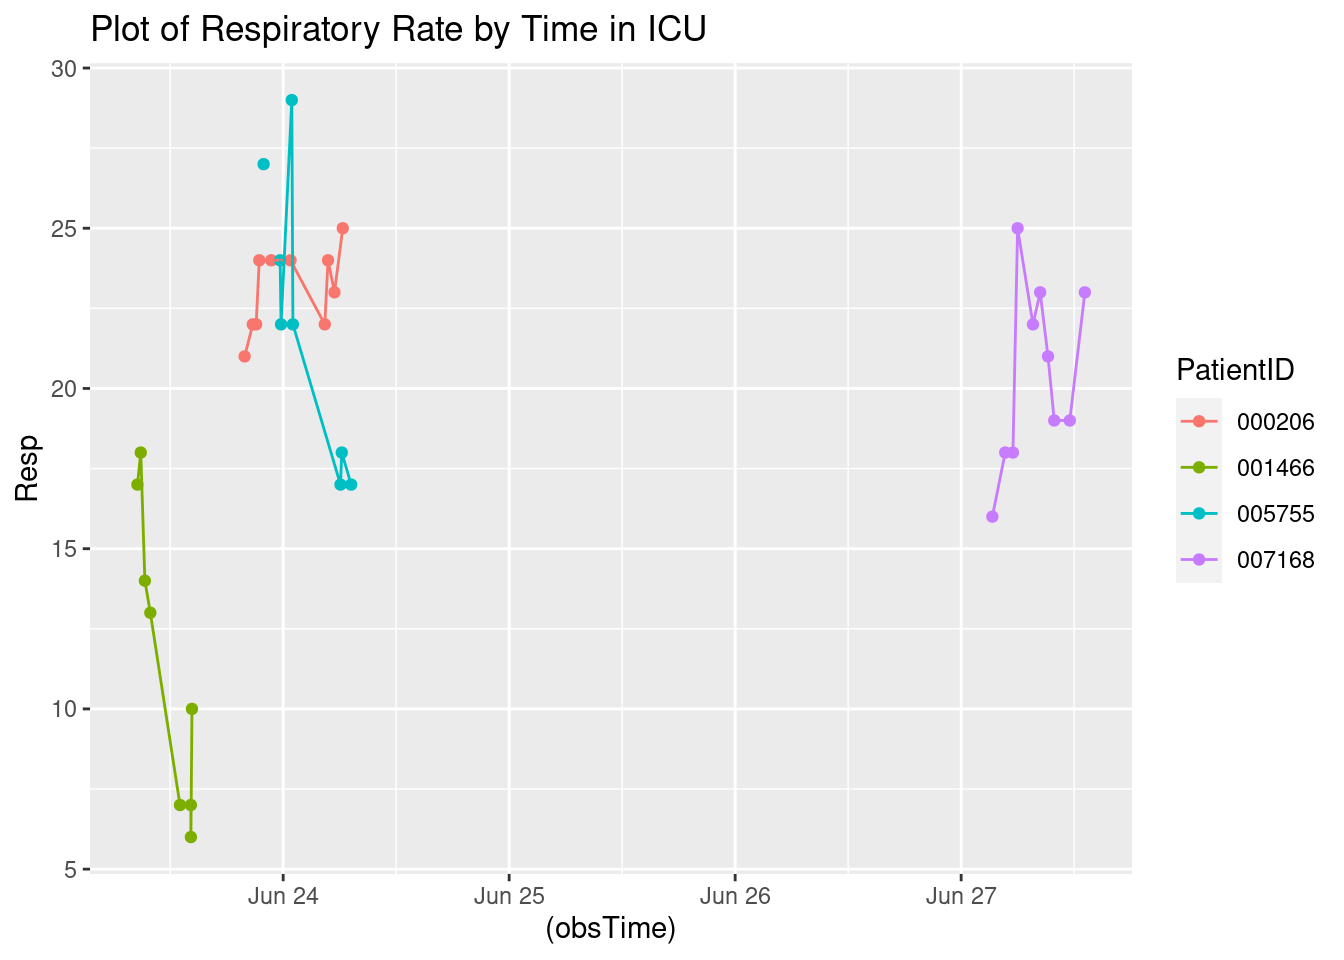 Plot of Respiratory Rate by Time in ICU
30
25
20
15
10
5
Resp
Jun 24
Jun 25
Jun 26
Jun 27
(obsTime)
PatientID
000206
001466
005755
007168